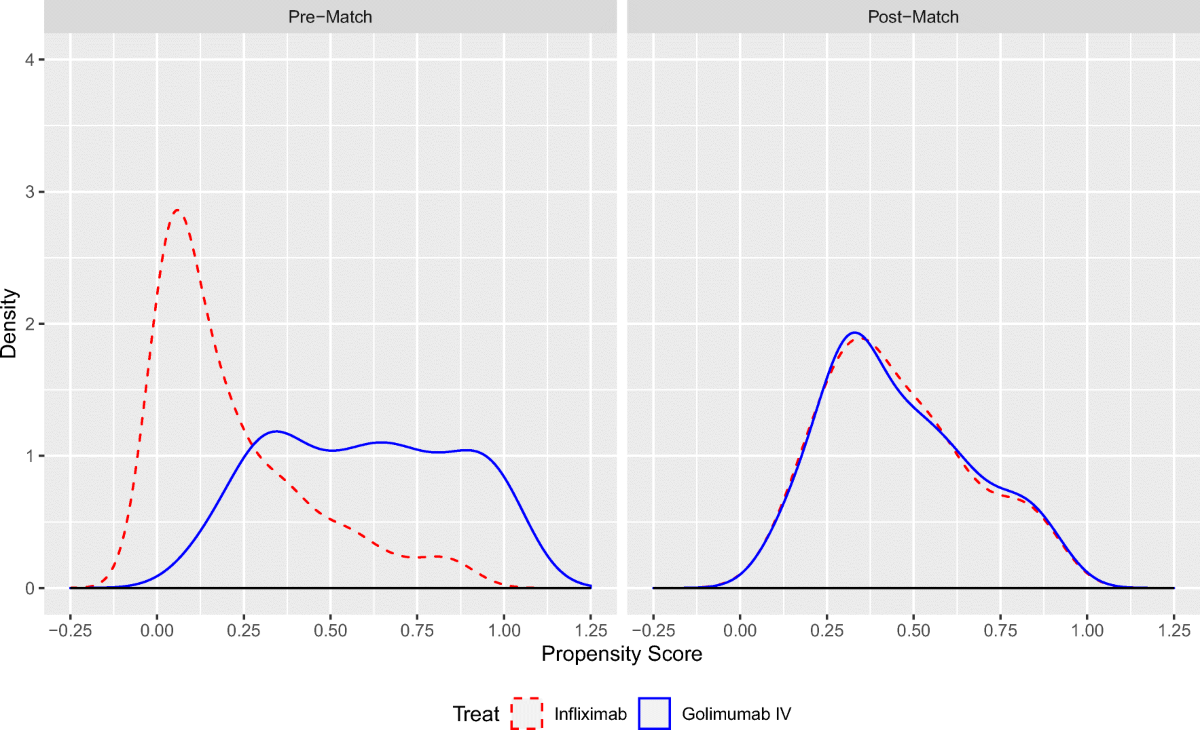 Pre−Match Post−Match
4
3
2
1
0
Density
−0.25 0.00 0.25 0.50 0.75 1.00 1.25 −0.25 0.00 0.25 0.50 0.75 1.00 1.25
Propensity Score
Treat Infliximab Golimumab IV